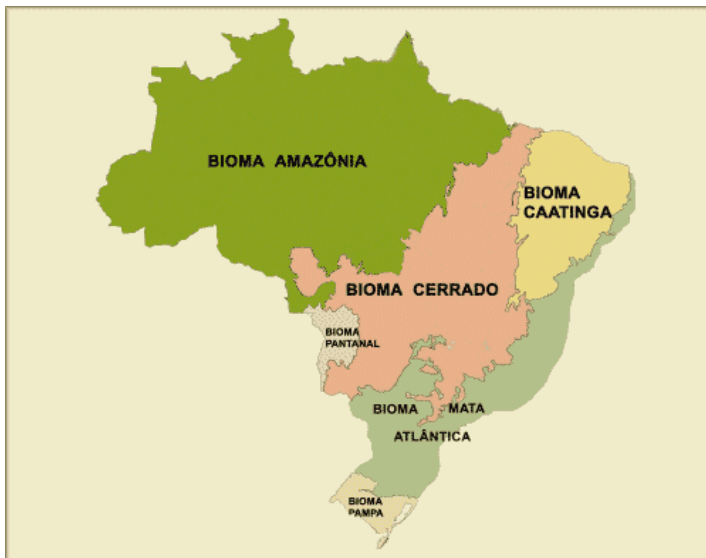 BIOMA AMAZÔNIA
BIOMA
CAATINGA
BIOMA CERRADO
BIOMA
PANTANAL
BIOMA MATA
ATLÂNTICA
BIOMA
PAMPA